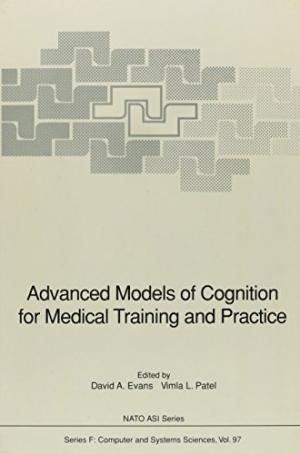 Advanced Models of Cognition
for Medical Training and Practice
Edited by
David A. Evans Vimla L. Patel
NATO ASI Series
Series F: Computer and Systems Sciences, Vol. 97